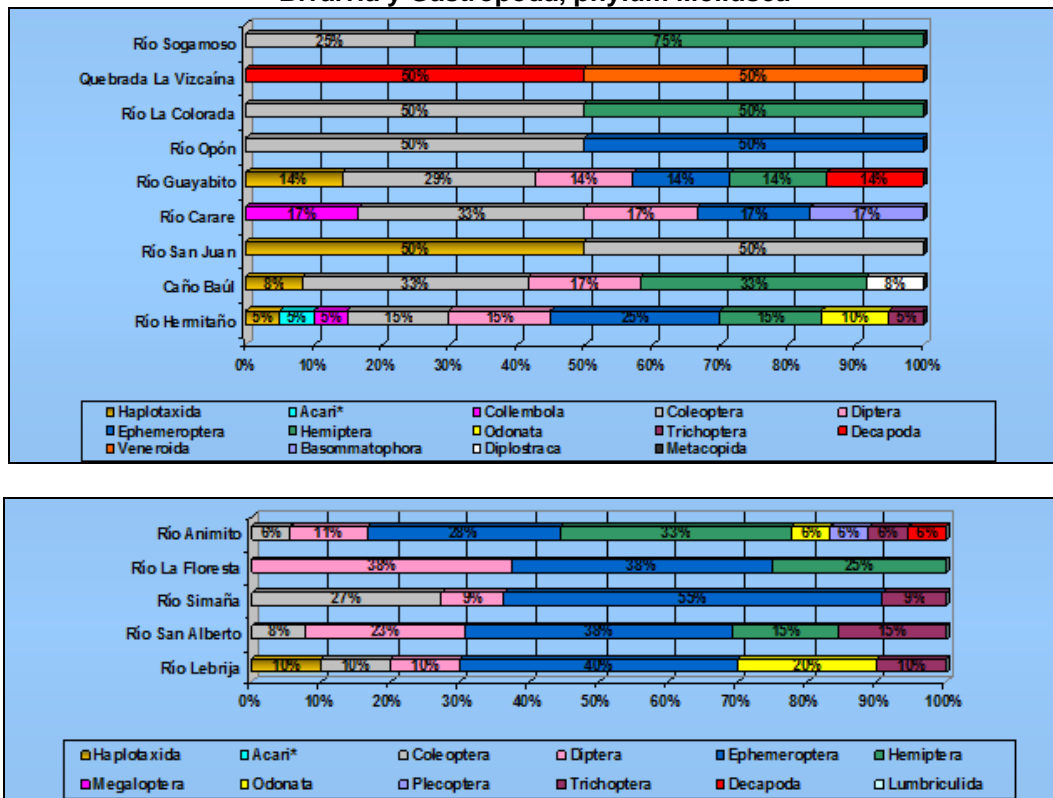 Bivalvia y Gastropoda, phylum Mollusca
Río Sogamoso 25% 75%
Quebrada La Vizcaína 50% 50%
Río La Colorada 50% 50%
Río Opón 50% 50%
Río Guayabito 14% 29% 14% 14% 14% 14%
Río Carare 17% 33% 17% 17% 17%
Río San Juan 50% 50%
Caño Baúl 8% 33% 17% 33% 8%
Río Hermitaño 5% 5% 5% 15% 15% 25% 15% 10% 5%
0% 10% 20% 30% 40% 50% 60% 70% 80% 90% 100%
Haplotaxida Acari* Collembola Coleoptera Diptera
Ephemeroptera Hemiptera Odonata Trichoptera Decapoda
Veneroida Basommatophora Diplostraca Metacopida
Río Animito 6% 11% 28% 33% 6% 6% 6% 6%
Río La Floresta 38% 38% 25%
Río Simaña 27% 9% 55% 9%
Río San Alberto 8% 23% 38% 15% 15%
Río Lebrija 10% 10% 10% 40% 20% 10%
0% 10% 20% 30% 40% 50% 60% 70% 80% 90% 100%
Haplotaxida Acari* Coleoptera Diptera Ephemeroptera Hemiptera
Megaloptera Odonata Plecoptera Trichoptera Decapoda Lumbriculida